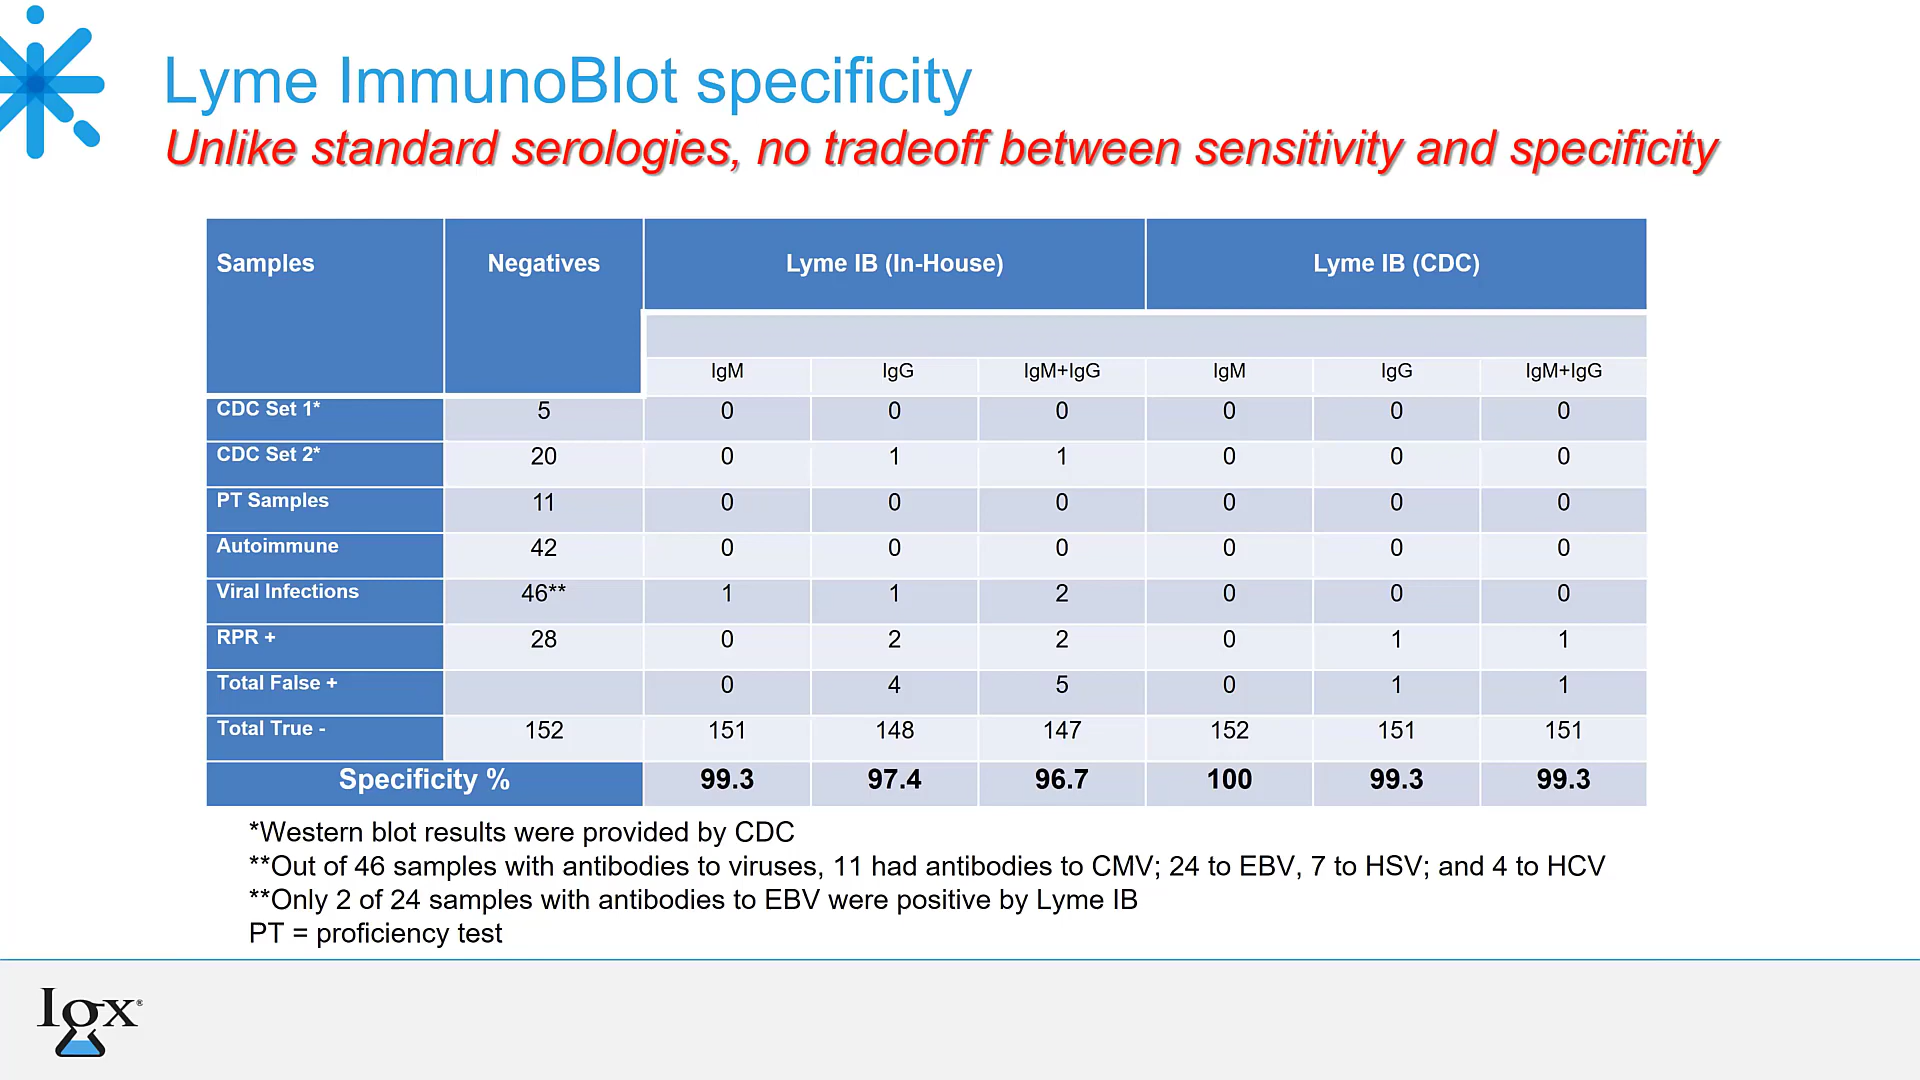 Lyme ImmunoBlot specificity
Unlike standard serologies, no tradeoff between sensitivity and specificity
Samples Negatives Lyme IB (In-House) Lyme IB (CDC)
IgM IgG IgM+IgG IgM IgG IgM+IgG
CDC Set 1* 5 0 0 0 0 0 0
CDC Set 2* 20 0 1 1 0 0 0
PT Samples 11 0 0 0 0 0 0
Autoimmune 42 0 0 0 0 0 0
Viral Infections 46** 1 1 2 0 0 0
RPR + 28 0 2 2 0 1 1
Total False + 0 4 5 0 1 1
Total True - 152 151 148 147 152 151 151
Specificity % 99.3 97.4 96.7 100 99.3 99.3
*Western blot results were provided by CDC
**Out of 46 samples with antibodies to viruses, 11 had antibodies to CMV; 24 to EBV, 7 to HSV; and 4 to HCV
**Only 2 of 24 samples with antibodies to EBV were positive by Lyme IB
PT = proficiency test
IgX®